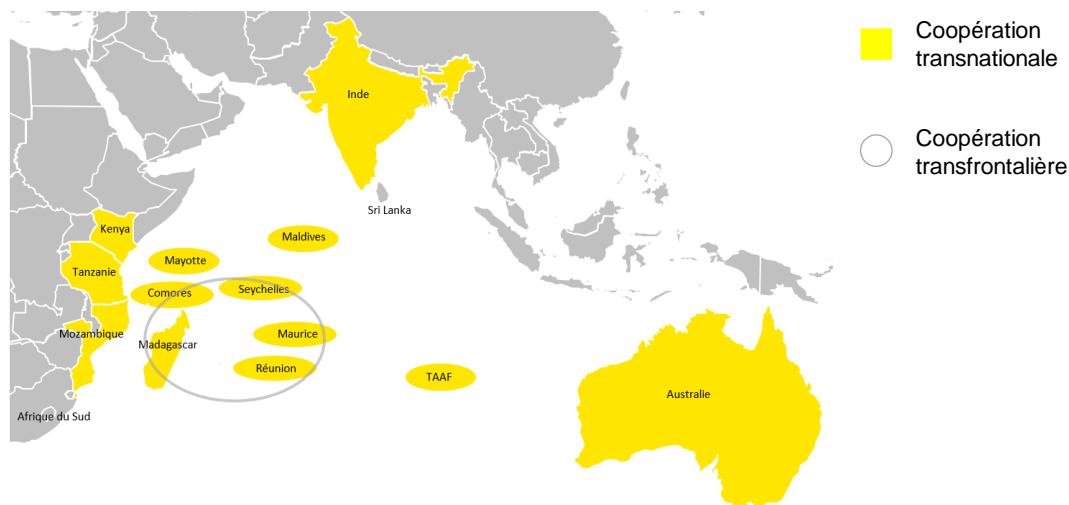 Coopération
transnationale
Coopération
transfrontalière
Inde
Sri Lanka
Kenya
Maldives
Mayotte
Tanzanie
Comores
Seychelles
Mozambique
Maurice
Madagascar
Réunion
TAAF
Australie
Afrique du Sud